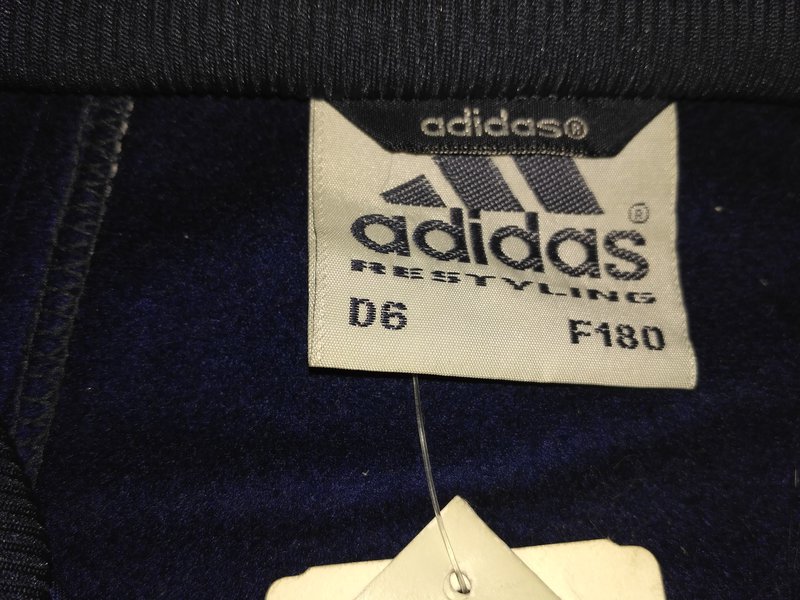 adidas®
adidas®
RESTYLING
D6
F180